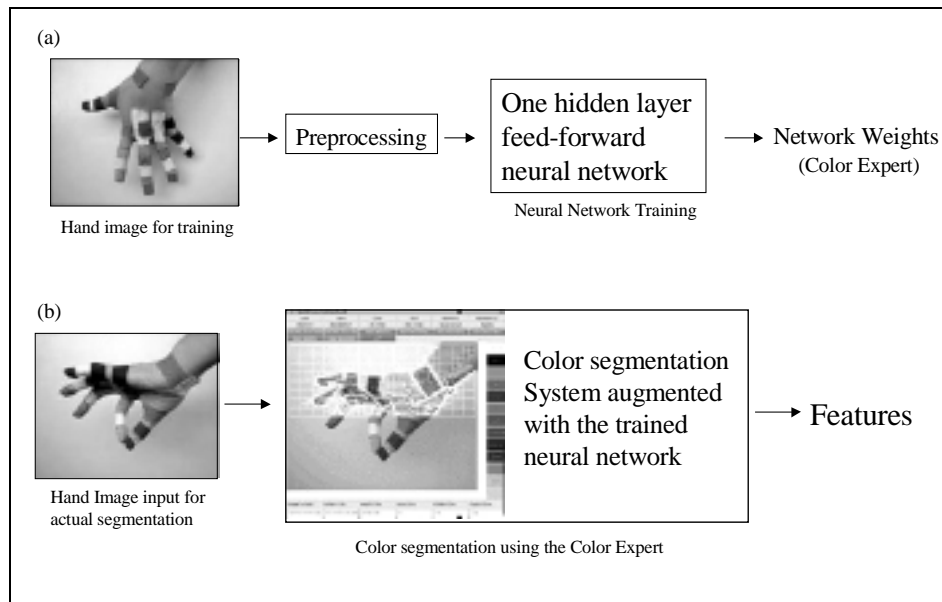 (a)
Hand image for training
Preprocessing
One hidden layer
feed-forward
neural network
Neural Network Training
Network Weights
(Color Expert)
(b)
Hand Image input for
actual segmentation
Color segmentation
System augmented
with the trained
neural network
Color segmentation using the Color Expert
Features